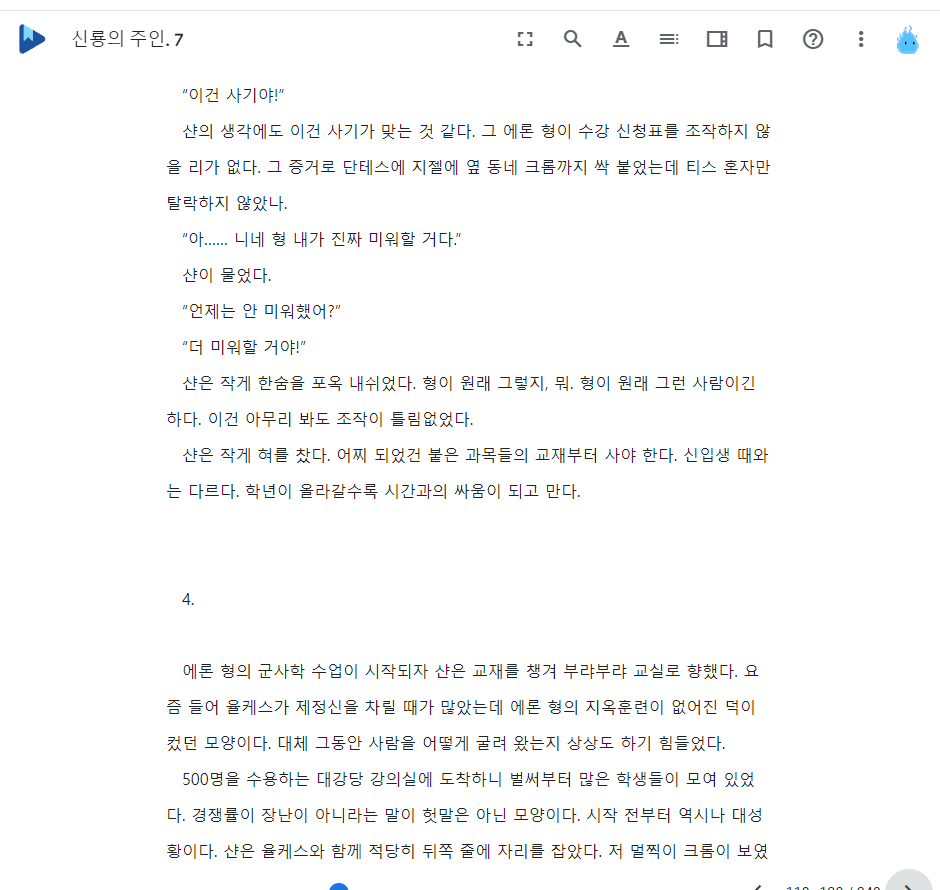 신룡의 주인. 7
“이건 사기야!”
샨의 생각에도 이건 사기가 맞는 것 같다. 그 에론 형이 수강 신청표를 조작하지 않
을 리가 없다. 그 증거로 단테스에 지젤에 옆 동네 크롬까지 싹 붙었는데 티스 혼자만
탈락하지 않았나.
“아...... 니네 형 내가 진짜 미워할 거다.”
샨이 물었다.
“언제는 안 미워했어?”
“더 미워할 거야!”
샨은 작게 한숨을 포옥 내쉬었다. 형이 원래 그렇지, 뭐. 형이 원래 그런 사람이긴
하다. 이건 아무리 봐도 조작이 틀림없었다.
샨은 작게 혀를 찼다. 어찌 되었건 붙은 과목들의 교재부터 사야 한다. 신입생 때와
는 다르다. 학년이 올라갈수록 시간과의 싸움이 되고 만다.
4.
에론 형의 군사학 수업이 시작되자 샨은 교재를 챙겨 부랴부랴 교실로 향했다. 요
즘 들어 율케스가 제정신을 차릴 때가 많았는데 에론 형의 지옥훈련이 없어진 덕이
컸던 모양이다. 대체 그동안 사람을 어떻게 굴려 왔는지 상상도 하기 힘들었다.
500명을 수용하는 대강당 강의실에 도착하니 벌써부터 많은 학생들이 모여 있었
다. 경쟁률이 장난이 아니라는 말이 헛말은 아닌 모양이다. 시작 전부터 역시나 대성
황이다. 샨은 율케스와 함께 적당히 뒤쪽 줄에 자리를 잡았다. 저 멀찍이 크롬이 보였